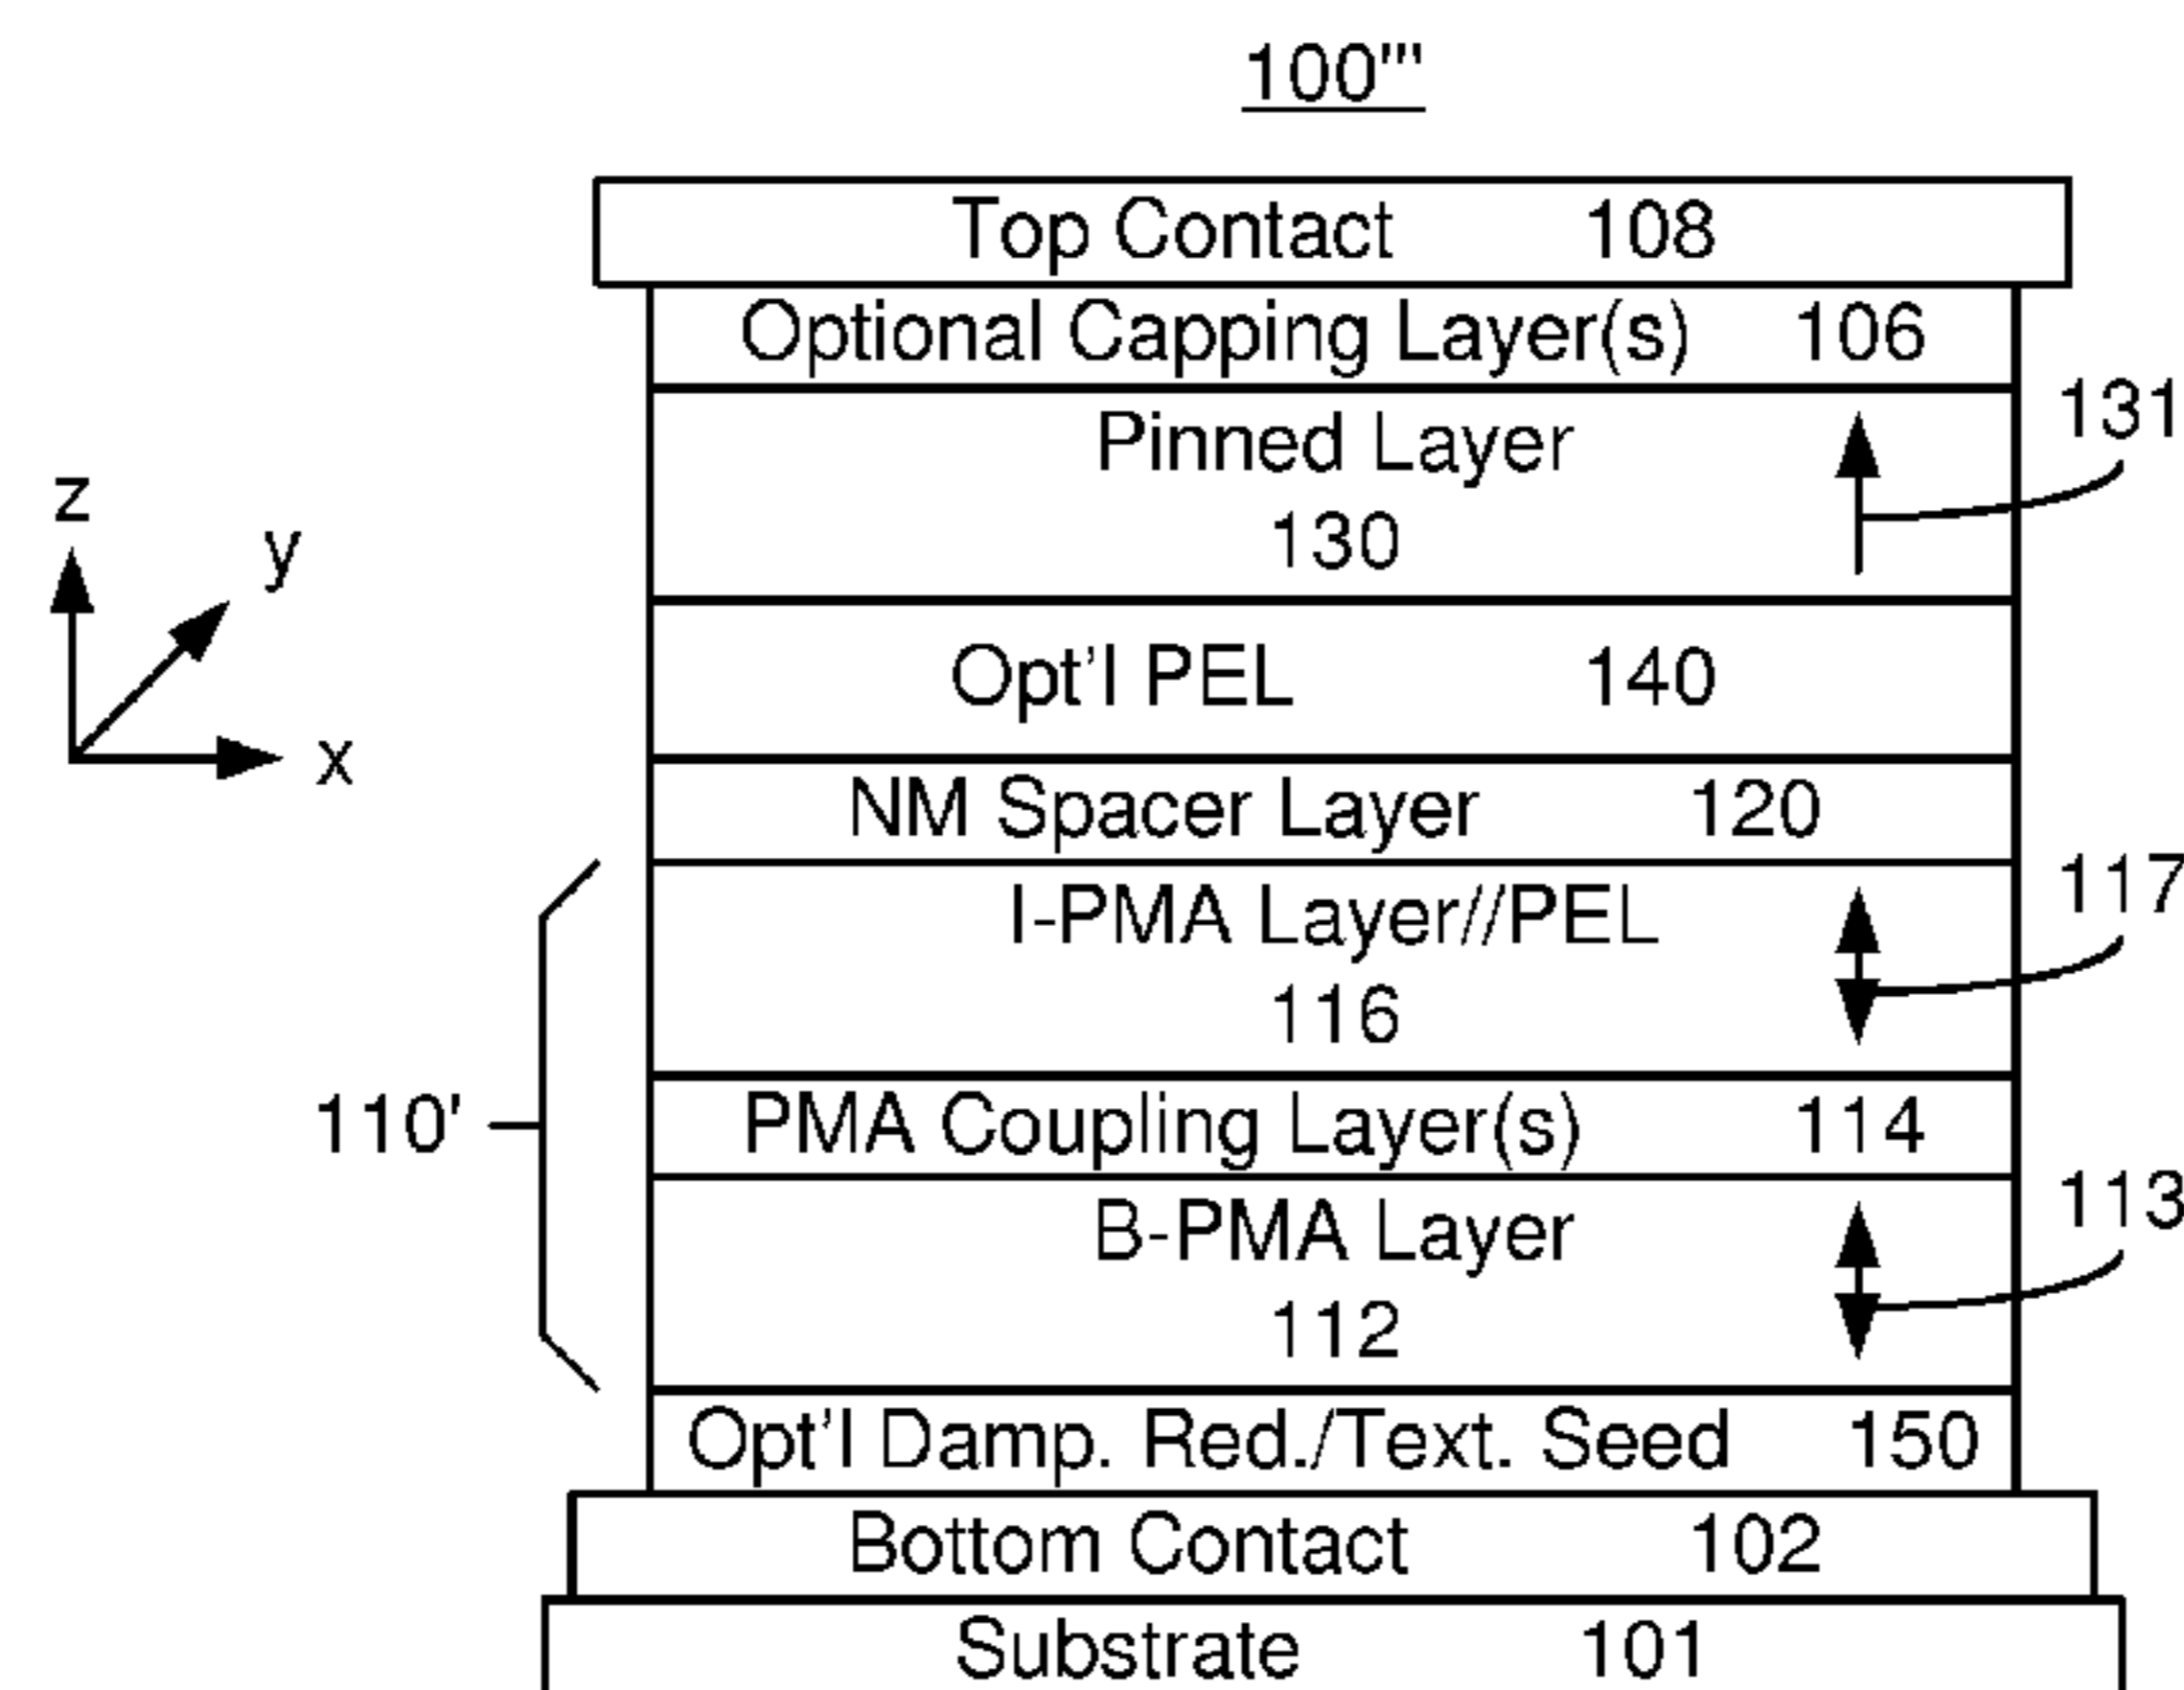 100'''
Top Contact 108
Optional Capping Layer(s) 106
131
Pinned Layer
130
z
y
x
Opt'l PEL 140
NM Spacer Layer 120
117
I-PMA Layer//PEL
116
110'
PMA Coupling Layer(s) 114
113
B-PMA Layer
112
Opt'l Damp. Red./Text. Seed 150
Bottom Contact 102
Substrate 101